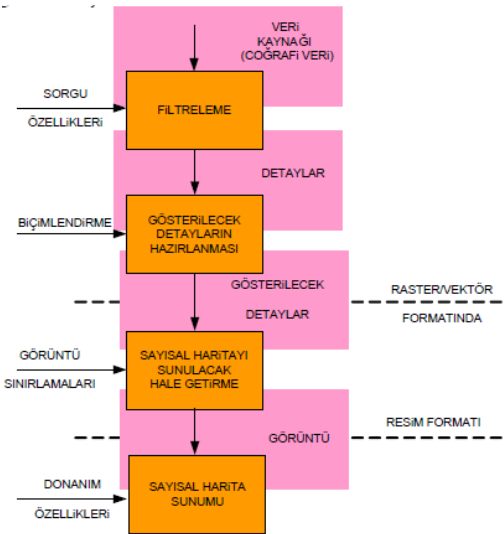 VERİ
KAYNAĞI
(COĞRAFİ VERİ)
SORGU
ÖZELLİKLERİ
FİLTRELEME
DETAYLAR
BİÇİMLENDİRME
GÖSTERİLECEK
DETAYLARIN
HAZIRLANMASI
GÖSTERİLECEK
DETAYLAR
RASTER/VEKTÖR
FORMATINDA
GÖRÜNTÜ
SINIRLAMALARI
SAYISAL HARİTAYI
SUNULACAK
HALE GETİRME
GÖRÜNTÜ
RESİM FORMATI
DONANIM
ÖZELLİKLERİ
SAYISAL HARİTA
SUNUMU